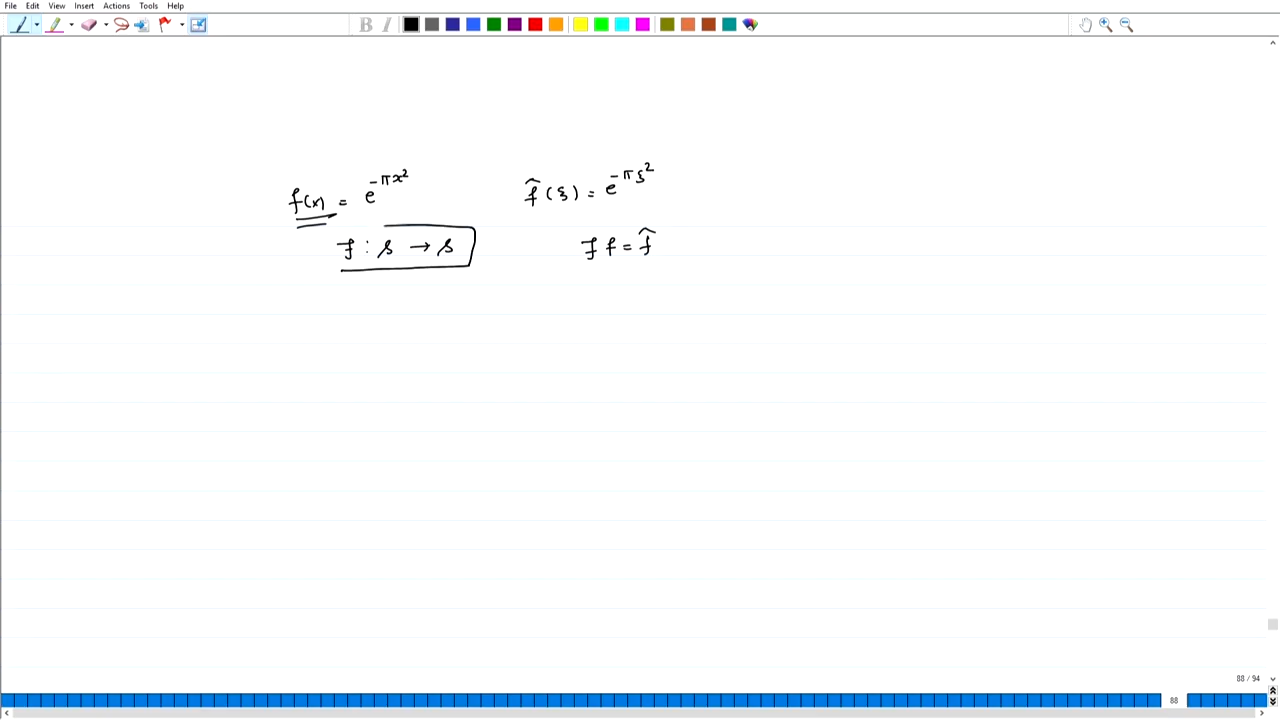 File Edit View Insert Actions Tools Help
B I
f(x) = e^{-πx²} f̂(ξ) = e^{-πξ²}
ℱ : 𝒮 → 𝒮 ℱf = f̂
88 / 94
88